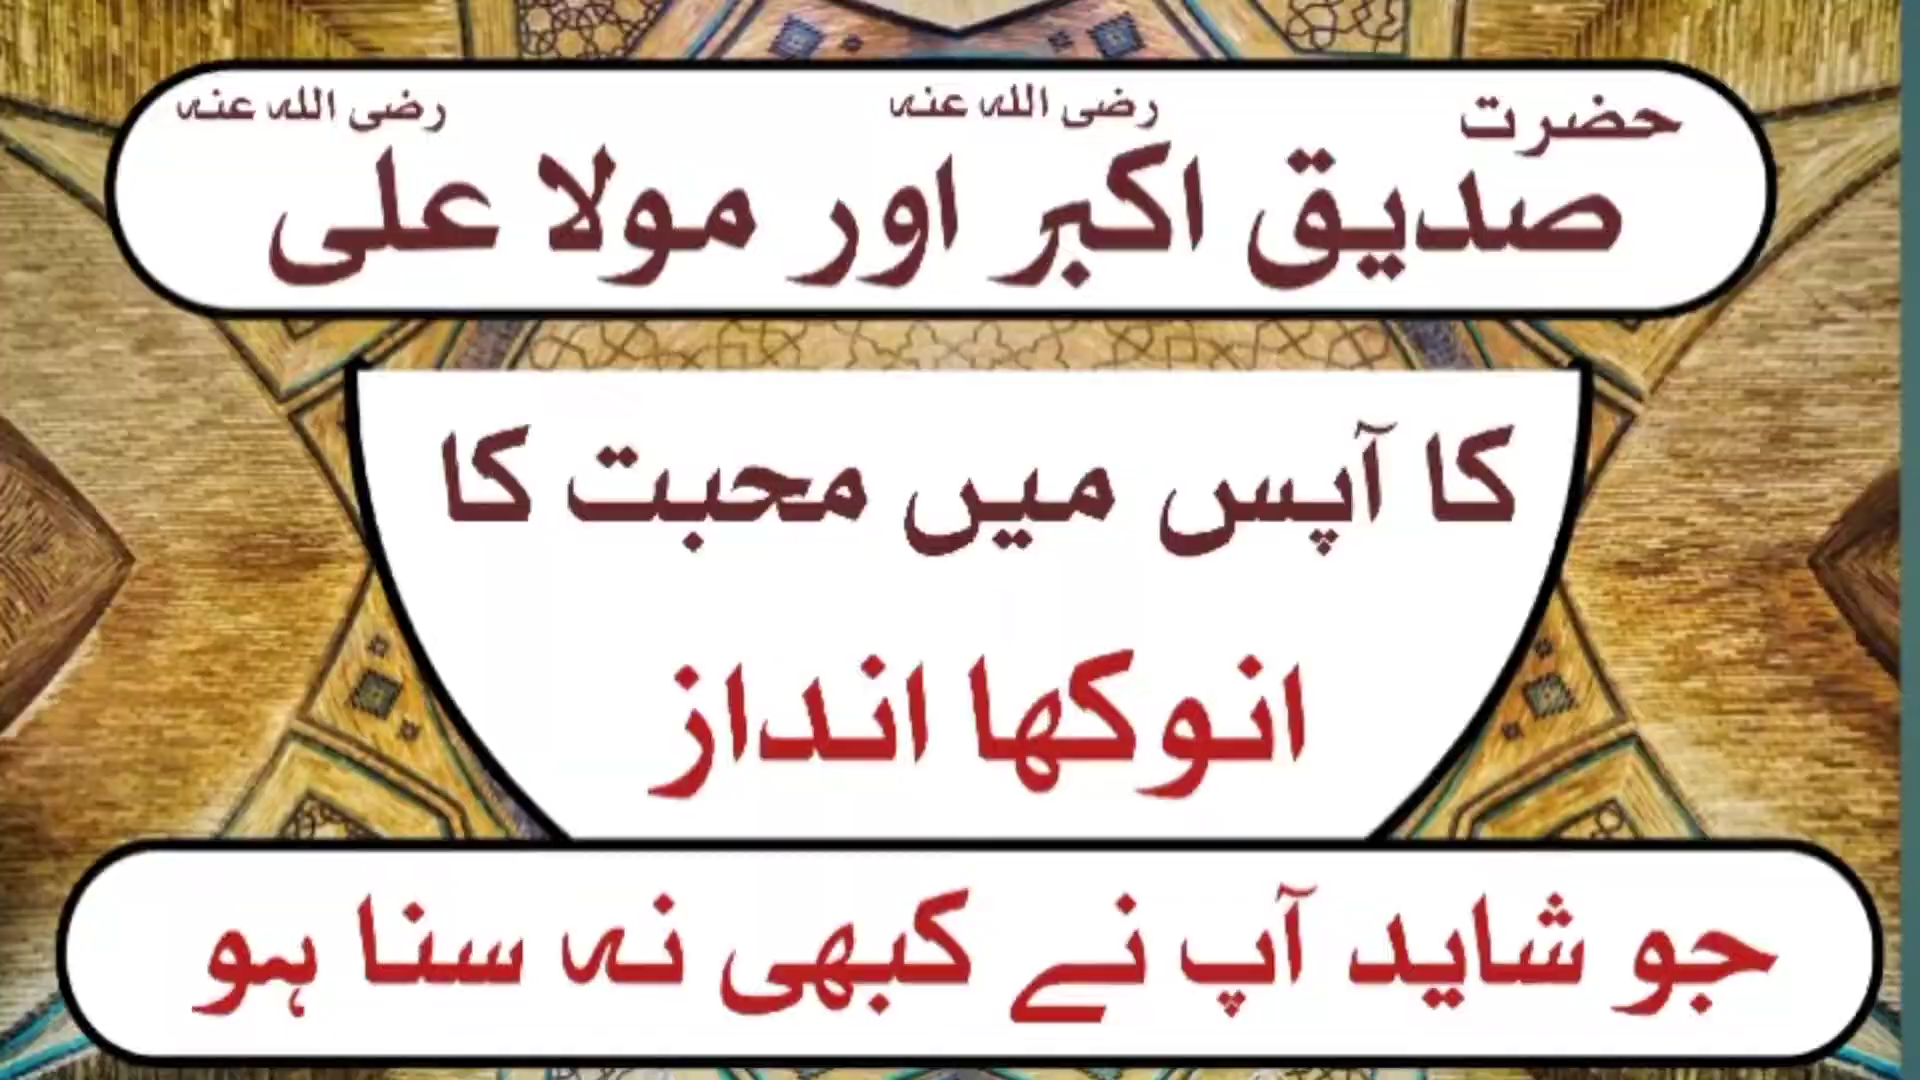 حضرت
صدیق اکبر رضی اللہ عنہ اور مولا علی رضی اللہ عنہ
کا آپس میں محبت کا
انوکھا انداز
جو شاید آپ نے کبھی نہ سنا ہو